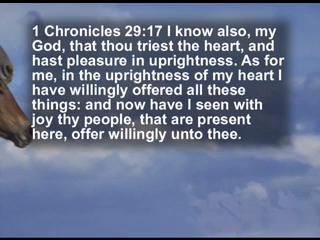 1 Chronicles 29:17 I know also, my
God, that thou triest the heart, and
hast pleasure in uprightness. As for
me, in the uprightness of my heart I
have willingly offered all these
things: and now have I seen with
joy thy people, that are present
here, offer willingly unto thee.